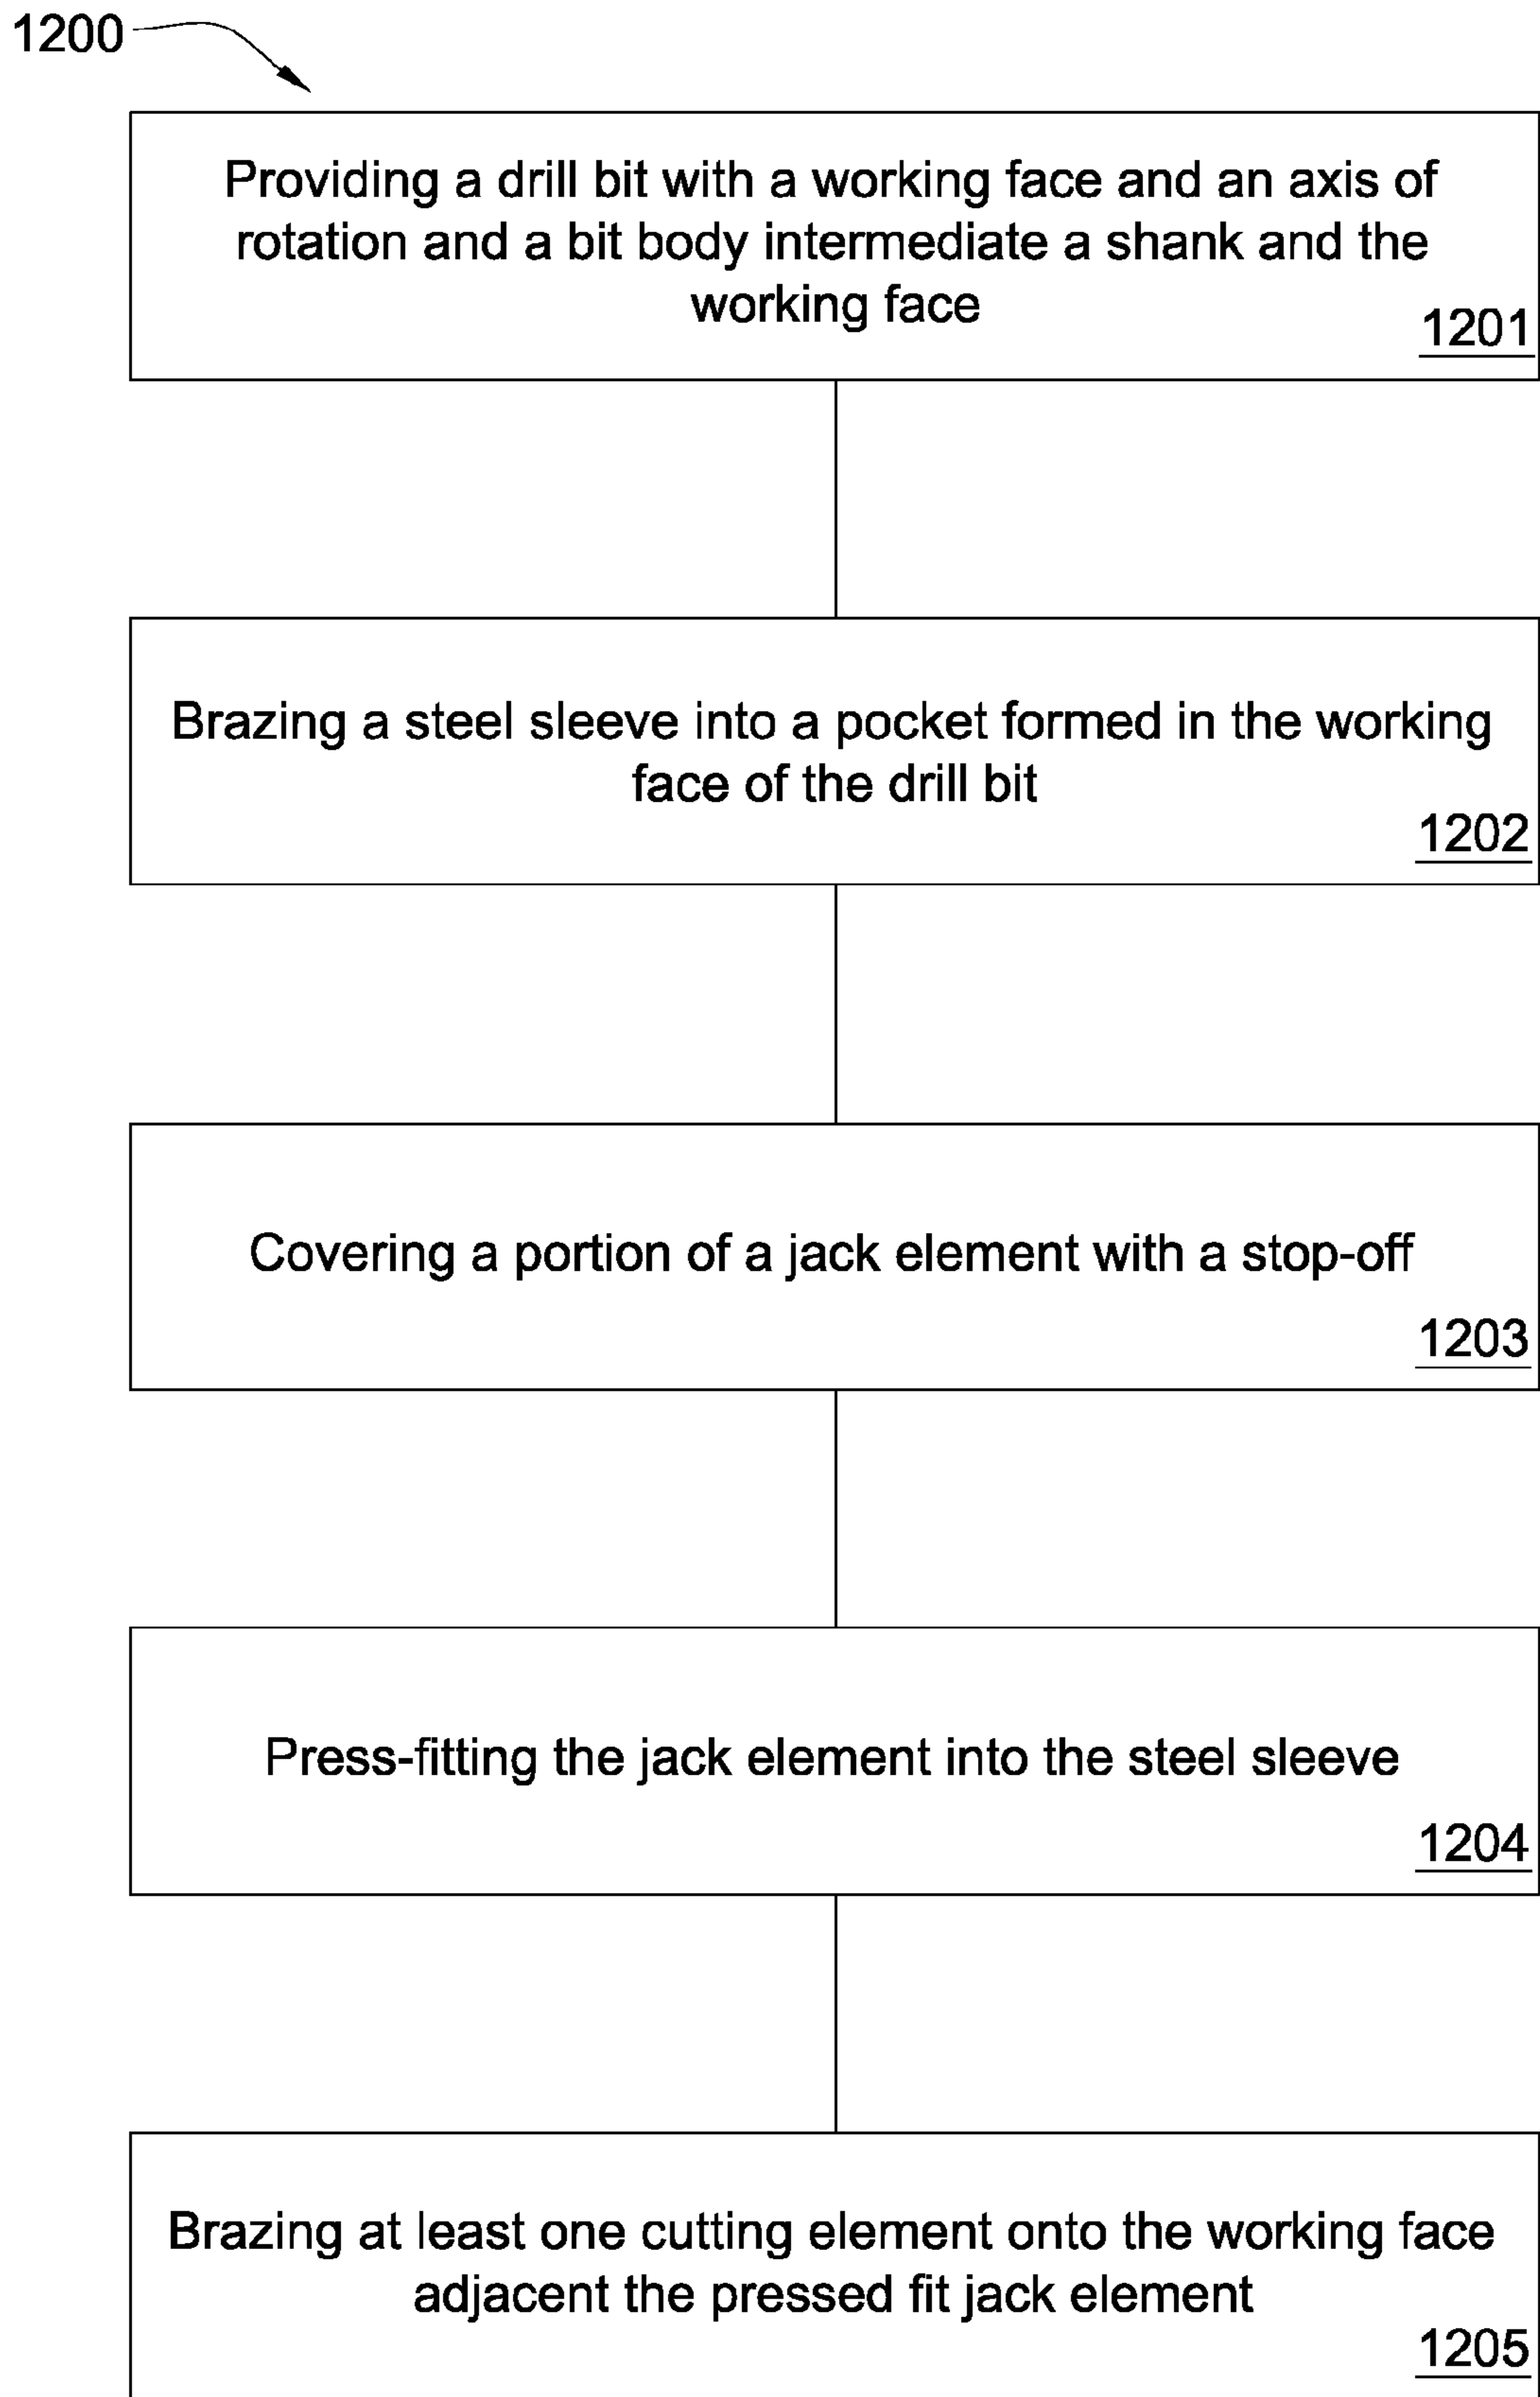 1200
Providing a drill bit with a working face and an axis of
rotation and a bit body intermediate a shank and the
working face
1201
Brazing a steel sleeve into a pocket formed in the working
face of the drill bit
1202
Covering a portion of a jack element with a stop-off
1203
Press-fitting the jack element into the steel sleeve
1204
Brazing at least one cutting element onto the working face
adjacent the pressed fit jack element
1205